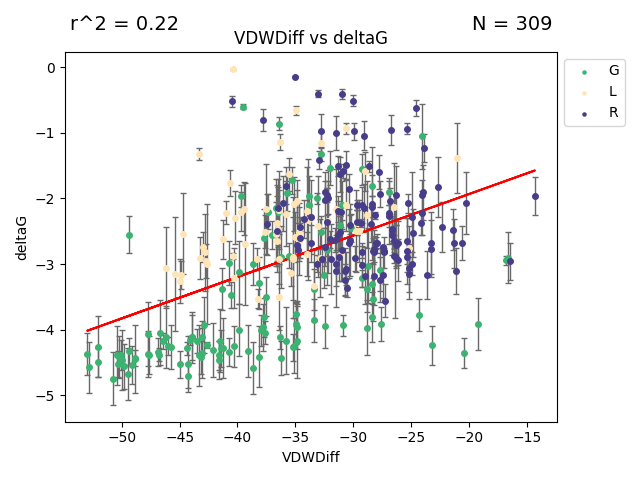 r^2 = 0.22
N = 309
VDWDiff vs deltaG
G
L
R
0
−1
−2
−3
−4
−5
deltaG
−50
−45
−40
−35
−30
−25
−20
−15
VDWDiff